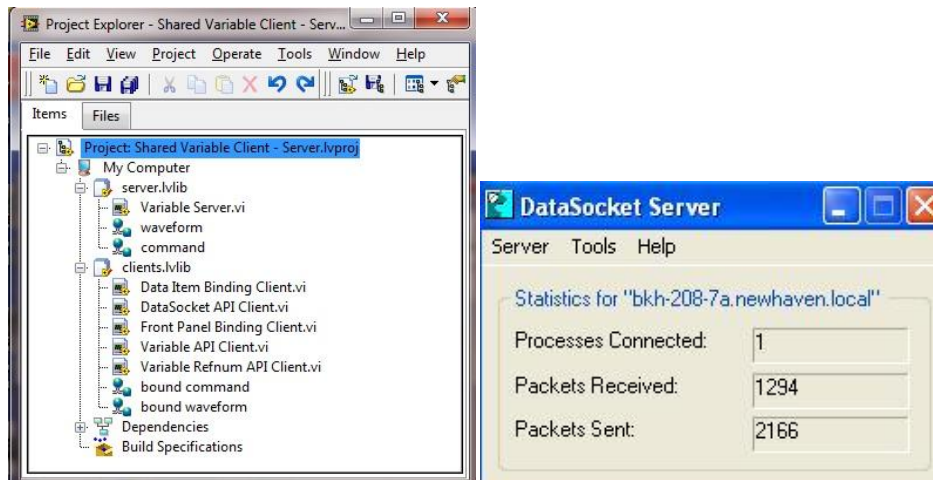 Project Explorer - Shared Variable Client - Serv...
File Edit View Project Operate Tools Window Help
Items Files
Project: Shared Variable Client - Server.lvproj
My Computer
server.lvlib
Variable Server.vi
waveform
command
clients.lvlib
Data Item Binding Client.vi
DataSocket API Client.vi
Front Panel Binding Client.vi
Variable API Client.vi
Variable Refnum API Client.vi
bound command
bound waveform
Dependencies
Build Specifications
DataSocket Server
Server Tools Help
Statistics for "bkh-208-7a.newhaven.local"
Processes Connected: 1
Packets Received: 1294
Packets Sent: 2166